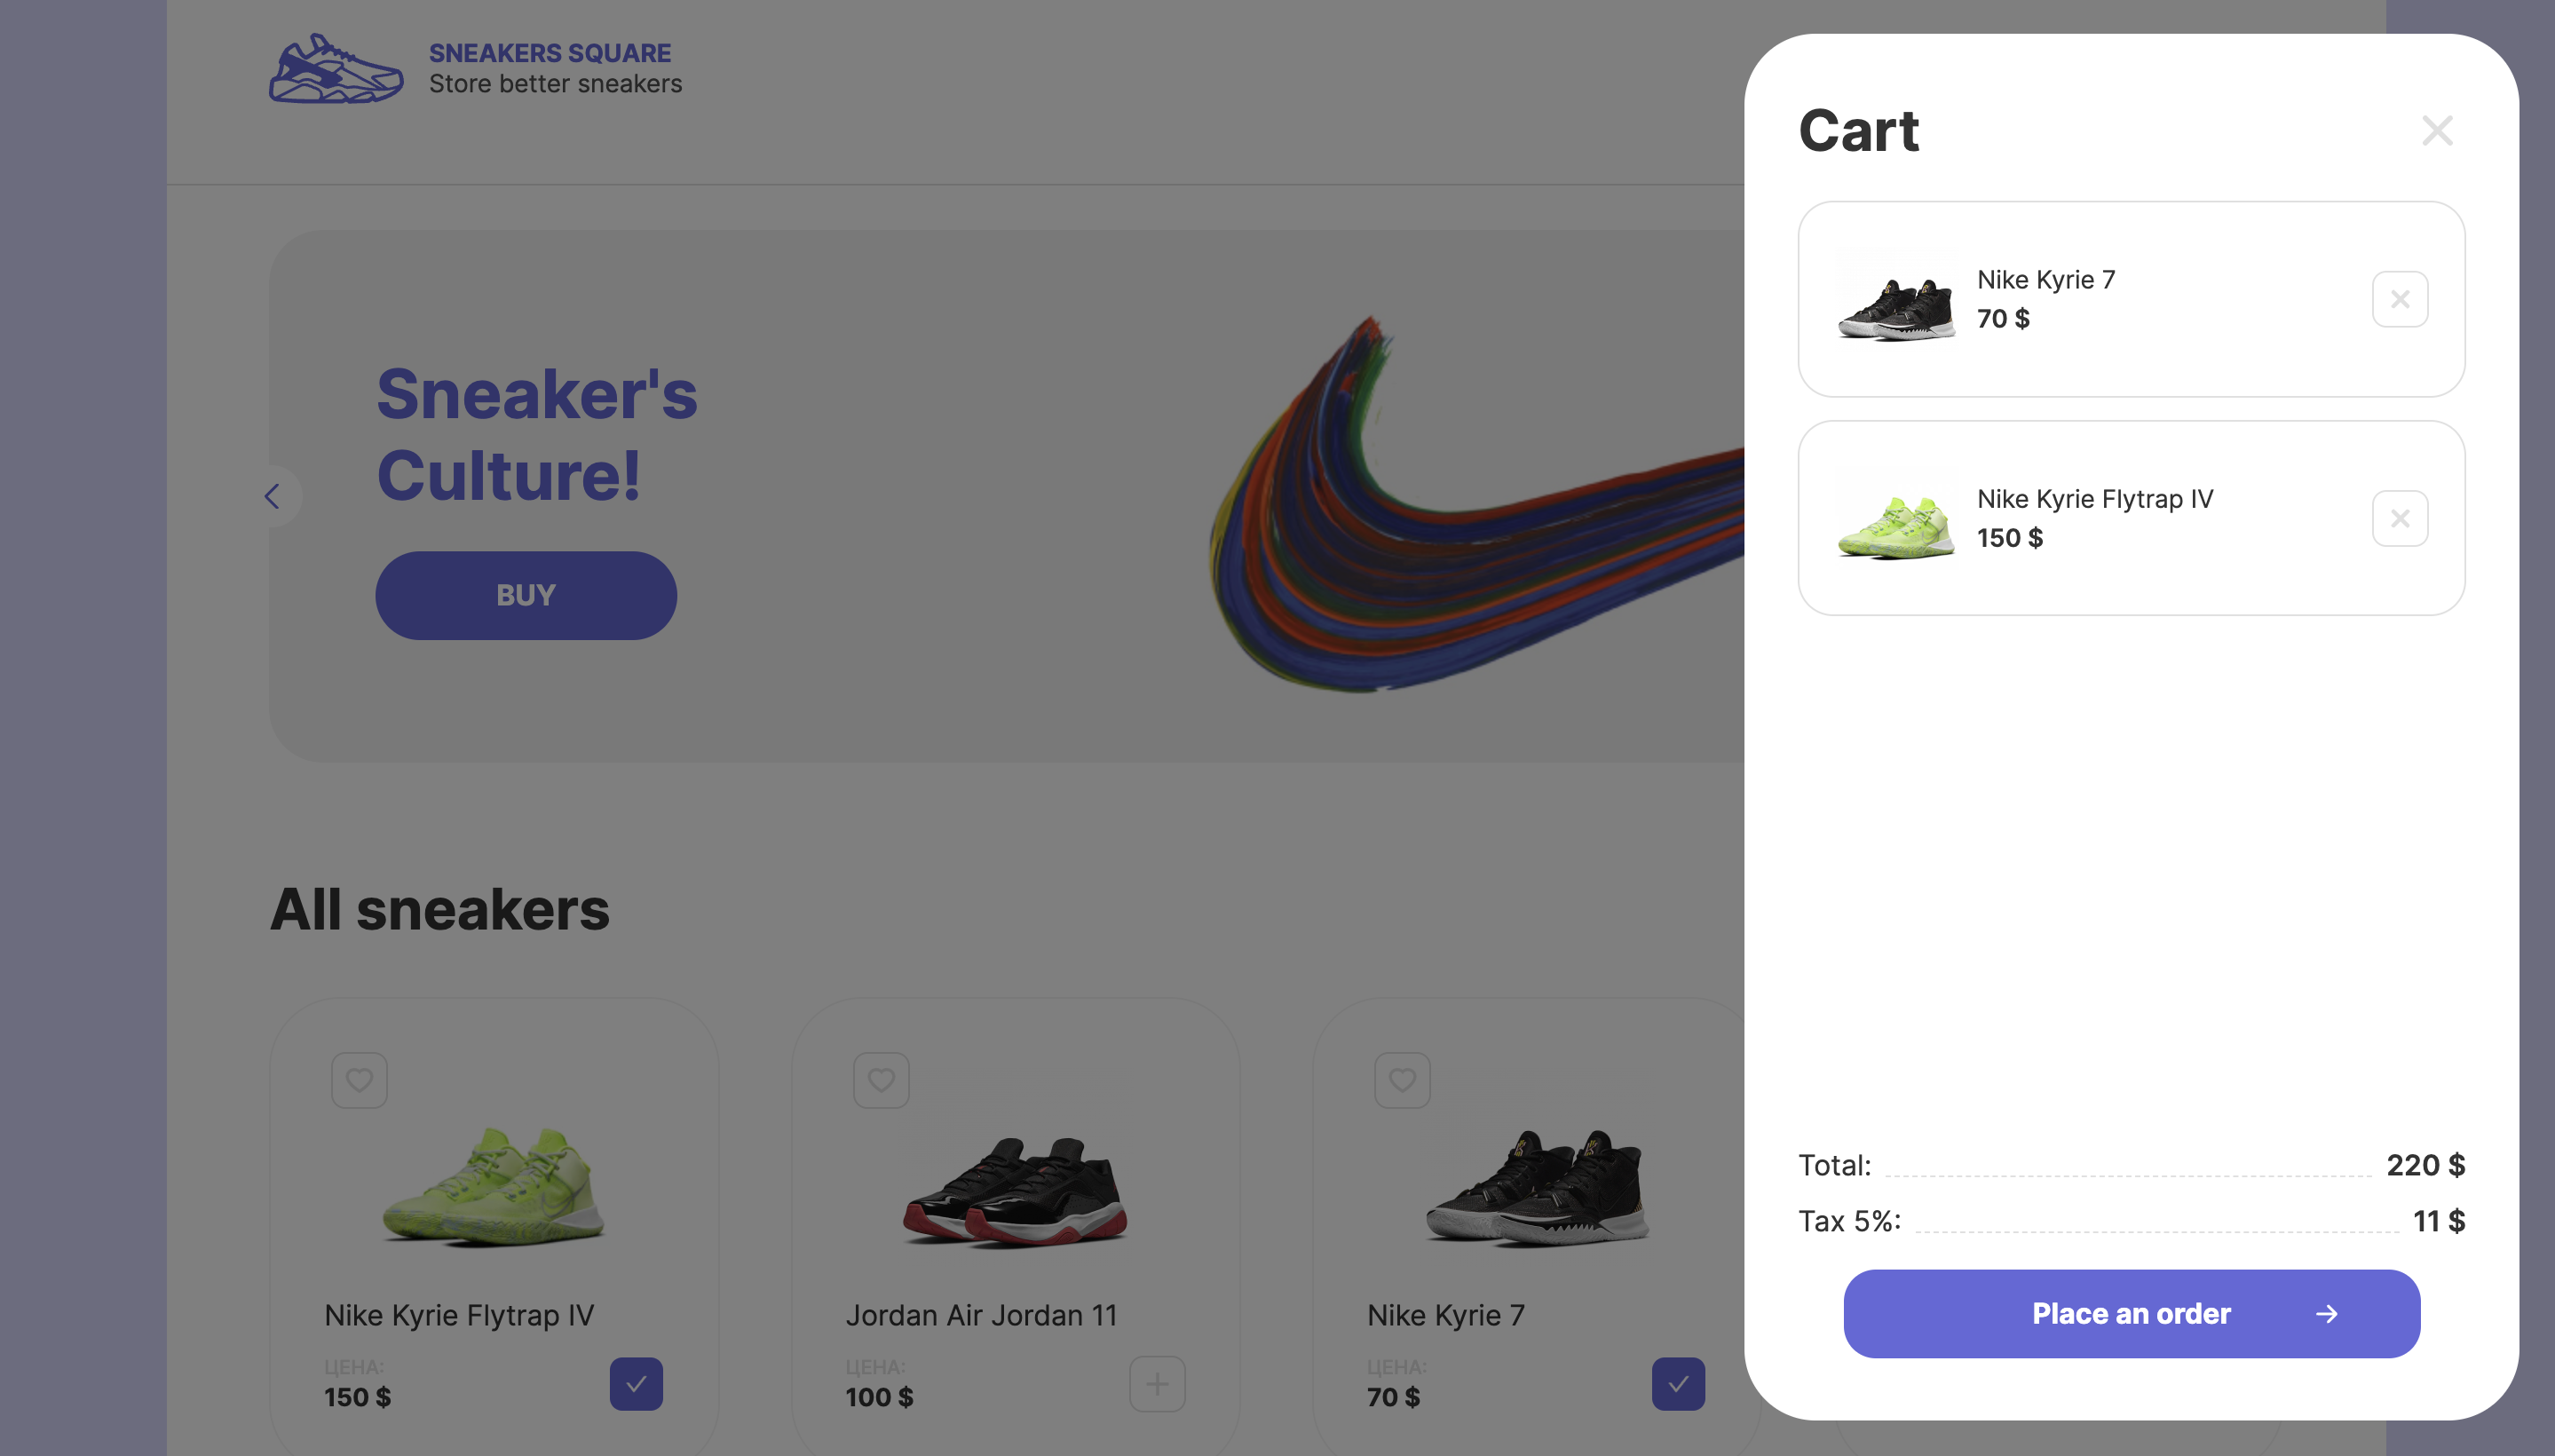 SNEAKERS SQUARE
Store better sneakers
Sneaker's
Culture!
BUY
All sneakers
Nike Kyrie Flytrap IV
ЦЕНА:
150 $
Jordan Air Jordan 11
ЦЕНА:
100 $
Nike Kyrie 7
ЦЕНА:
70 $
Cart
Nike Kyrie 7
70 $
Nike Kyrie Flytrap IV
150 $
Total: 220 $
Tax 5%: 11 $
Place an order